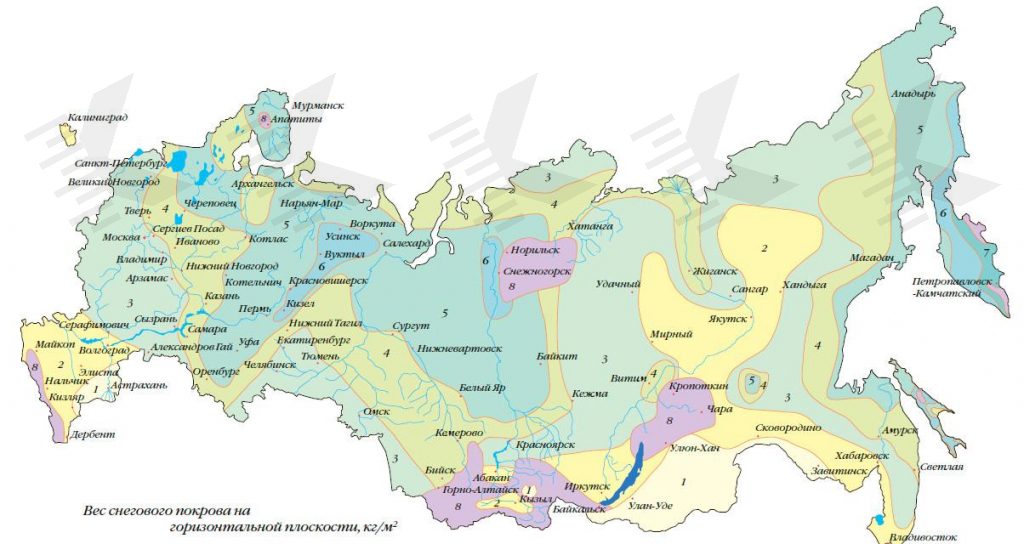 Калининград
Мурманск
5
8
Апатиты
Анадырь
5
Санкт-Петербург
Великий Новгород
Архангельск
3
3
4
4
Череповец
Нарьян-Мар
5
Воркута
Хатанга
6
Тверь
Сергиев Посад
Москва
Иваново
Котлас
Усинск
Салехард
Вуктыл
6
6
Норильск
Снежногорск
8
2
7
Владимир
Нижний Новгород
Арзамас
Котельнич
Красновишерск
Жиганск
Сангар
Хандыга
Магадан
Петропавловск
-Камчатский
Удачный
3
Казань
Пермь
Кизел
5
Якутск
Сызрань
Самара
Серафимович
Нижний Тагил
Сургут
Мирный
Майкоп
Волгоград
Александров Гай
Уфа
Екатеринбург
Нижневартовск
4
2
8
Элиста
Нальчик
1
Астрахань
Кизляр
Оренбург
Челябинск
Тюмень
4
Байкит
3
Витим
4
Кропоткин
5
4
3
Белый Яр
Кежма
Чара
8
Дербент
Омск
Кемерово
Сковородино
Амурск
Красноярск
Улюн-Хан
Хабаровск
3
Бийск
Абакан
Завитинск
Светлая
Горно-Алтайск
1
Иркутск
1
8
2
Кызыл
Байкальск
Улан-Уде
Владивосток
Вес снегового покрова на
горизонтальной плоскости, кг/м²